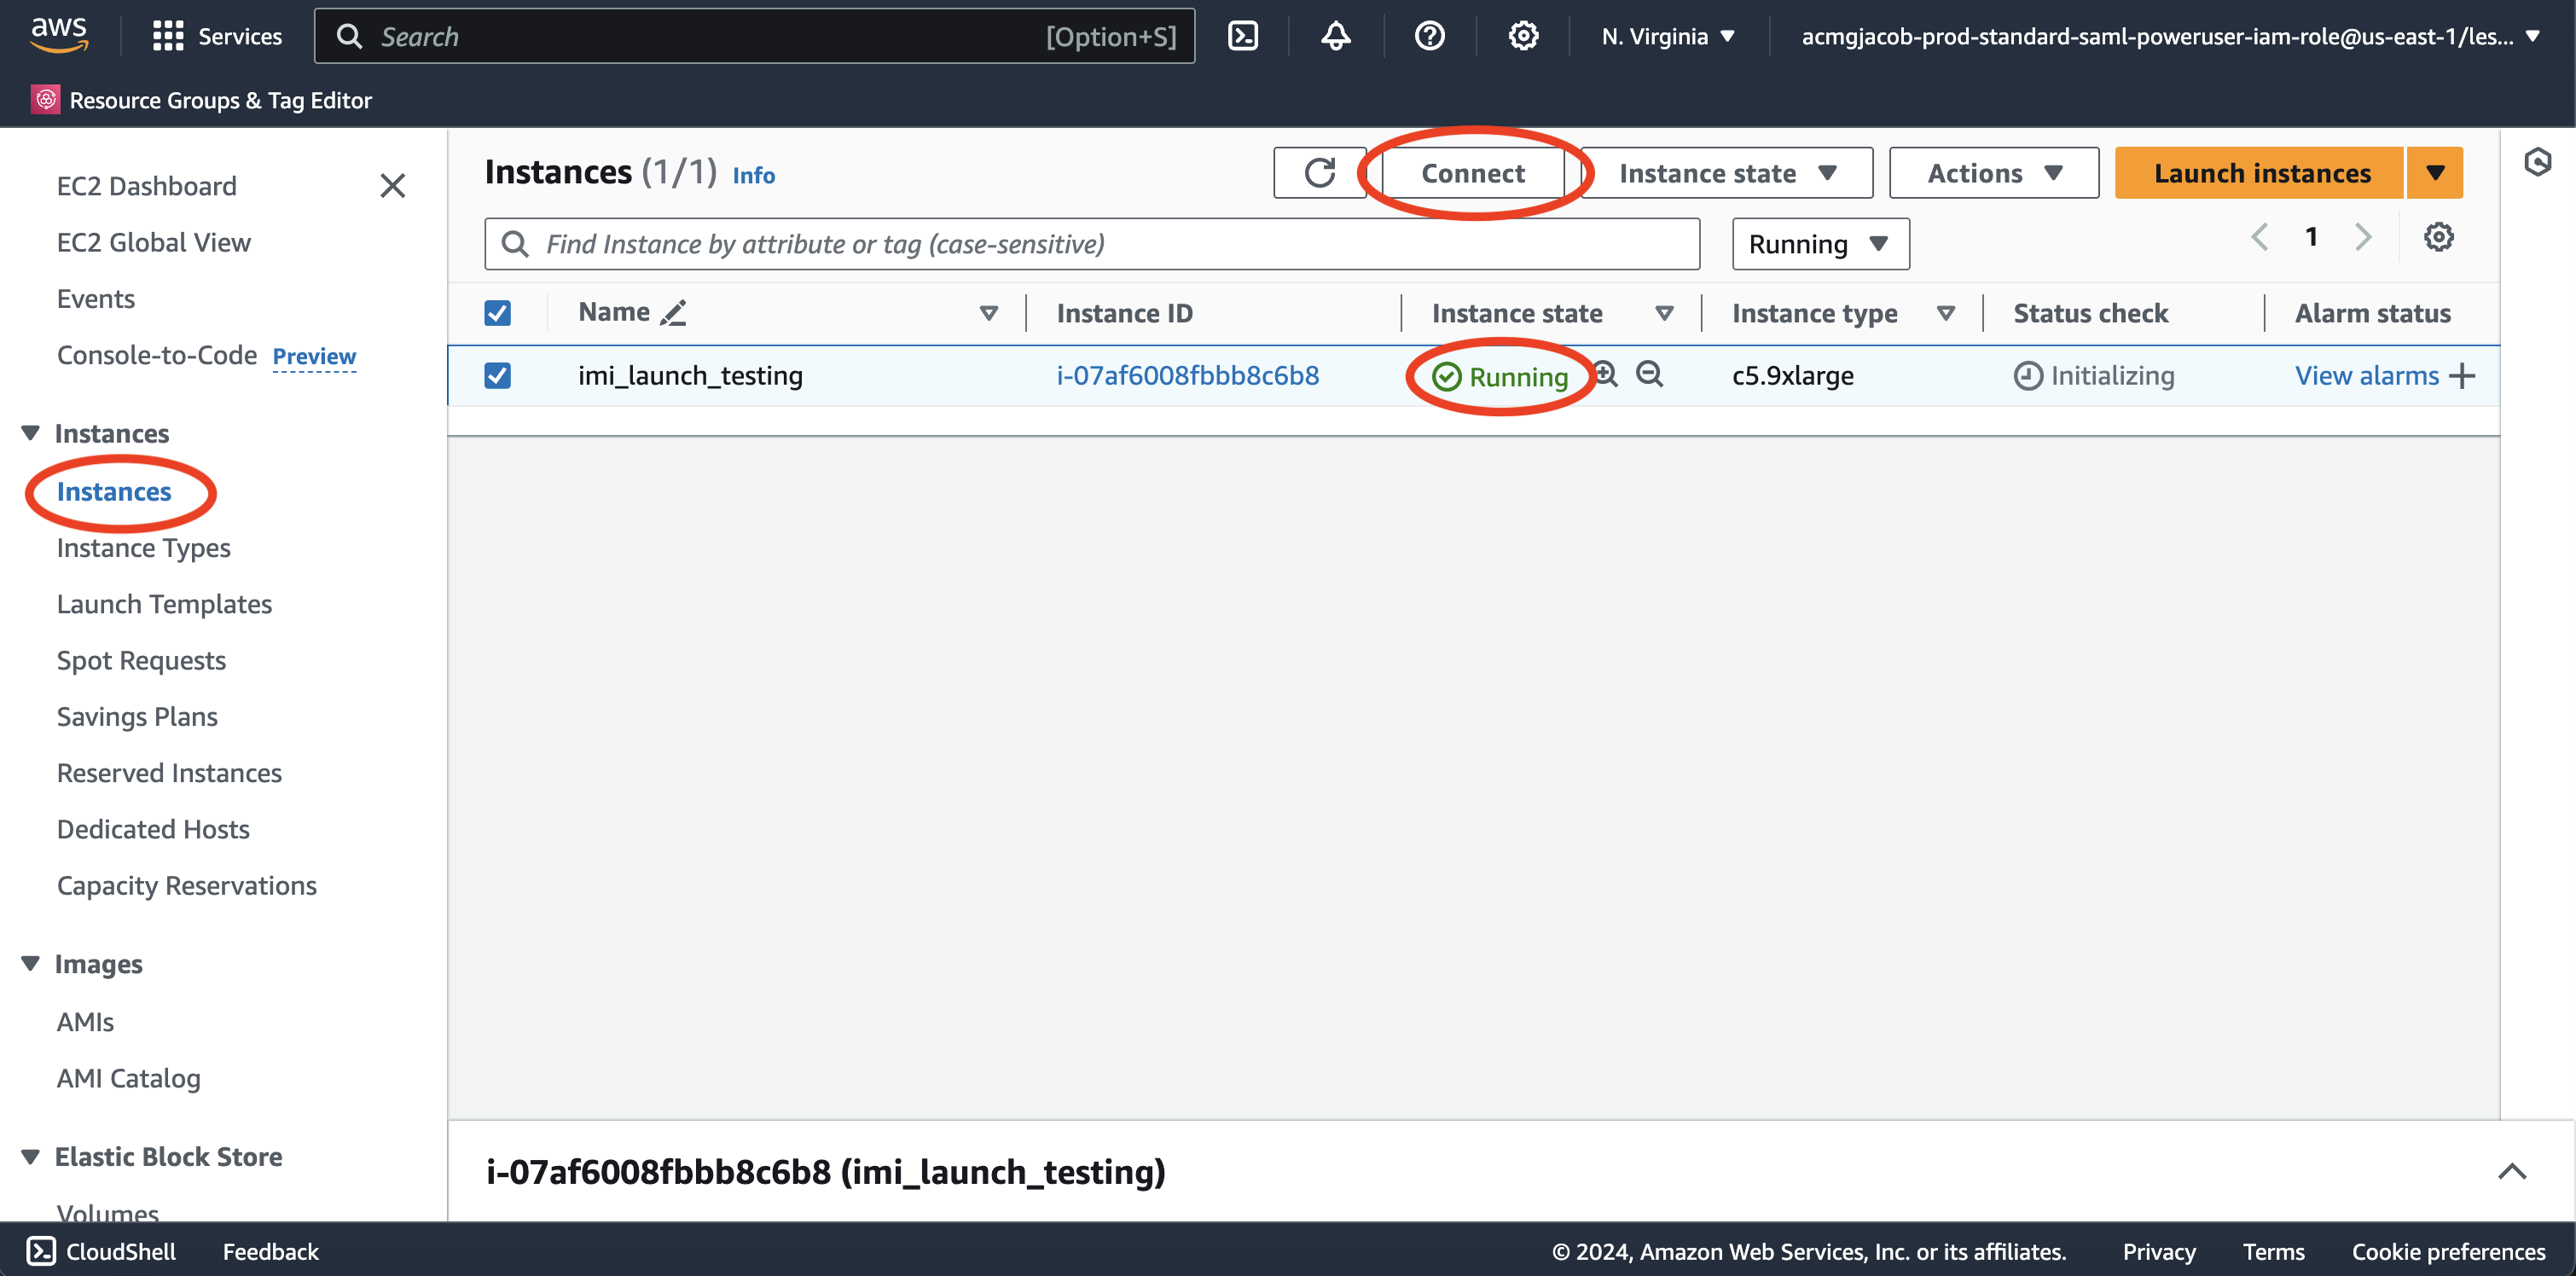 aws
Services
Search
[Option+S]
N. Virginia
acmgjacob-prod-standard-saml-poweruser-iam-role@us-east-1/les...
Resource Groups & Tag Editor
EC2 Dashboard
EC2 Global View
Events
Console-to-Code Preview
Instances
Instances
Instance Types
Launch Templates
Spot Requests
Savings Plans
Reserved Instances
Dedicated Hosts
Capacity Reservations
Images
AMIs
AMI Catalog
Elastic Block Store
Volumes
Instances (1/1) Info
Connect
Instance state
Actions
Launch instances
Find Instance by attribute or tag (case-sensitive)
Running
1
Name
Instance ID
Instance state
Instance type
Status check
Alarm status
imi_launch_testing
i-07af6008fbbb8c6b8
Running
c5.9xlarge
Initializing
View alarms
i-07af6008fbbb8c6b8 (imi_launch_testing)
CloudShell
Feedback
© 2024, Amazon Web Services, Inc. or its affiliates.
Privacy
Terms
Cookie preferences